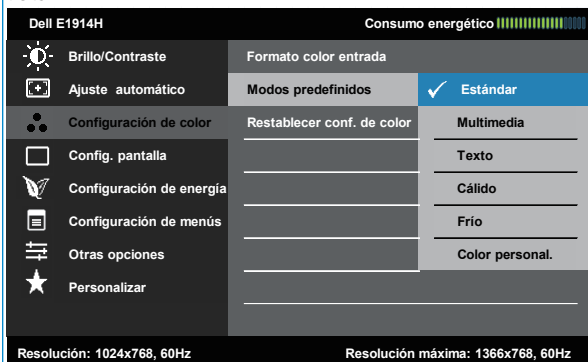 Dell E1914H Consumo energético
Brillo/Contraste Formato color entrada
Ajuste automático Modos predefinidos Estándar
Configuración de color Restablecer conf. de color Multimedia
Config. pantalla Texto
Configuración de energía Cálido
Configuración de menús Frío
Otras opciones Color personal.
Personalizar
Resolución: 1024x768, 60Hz Resolución máxima: 1366x768, 60Hz